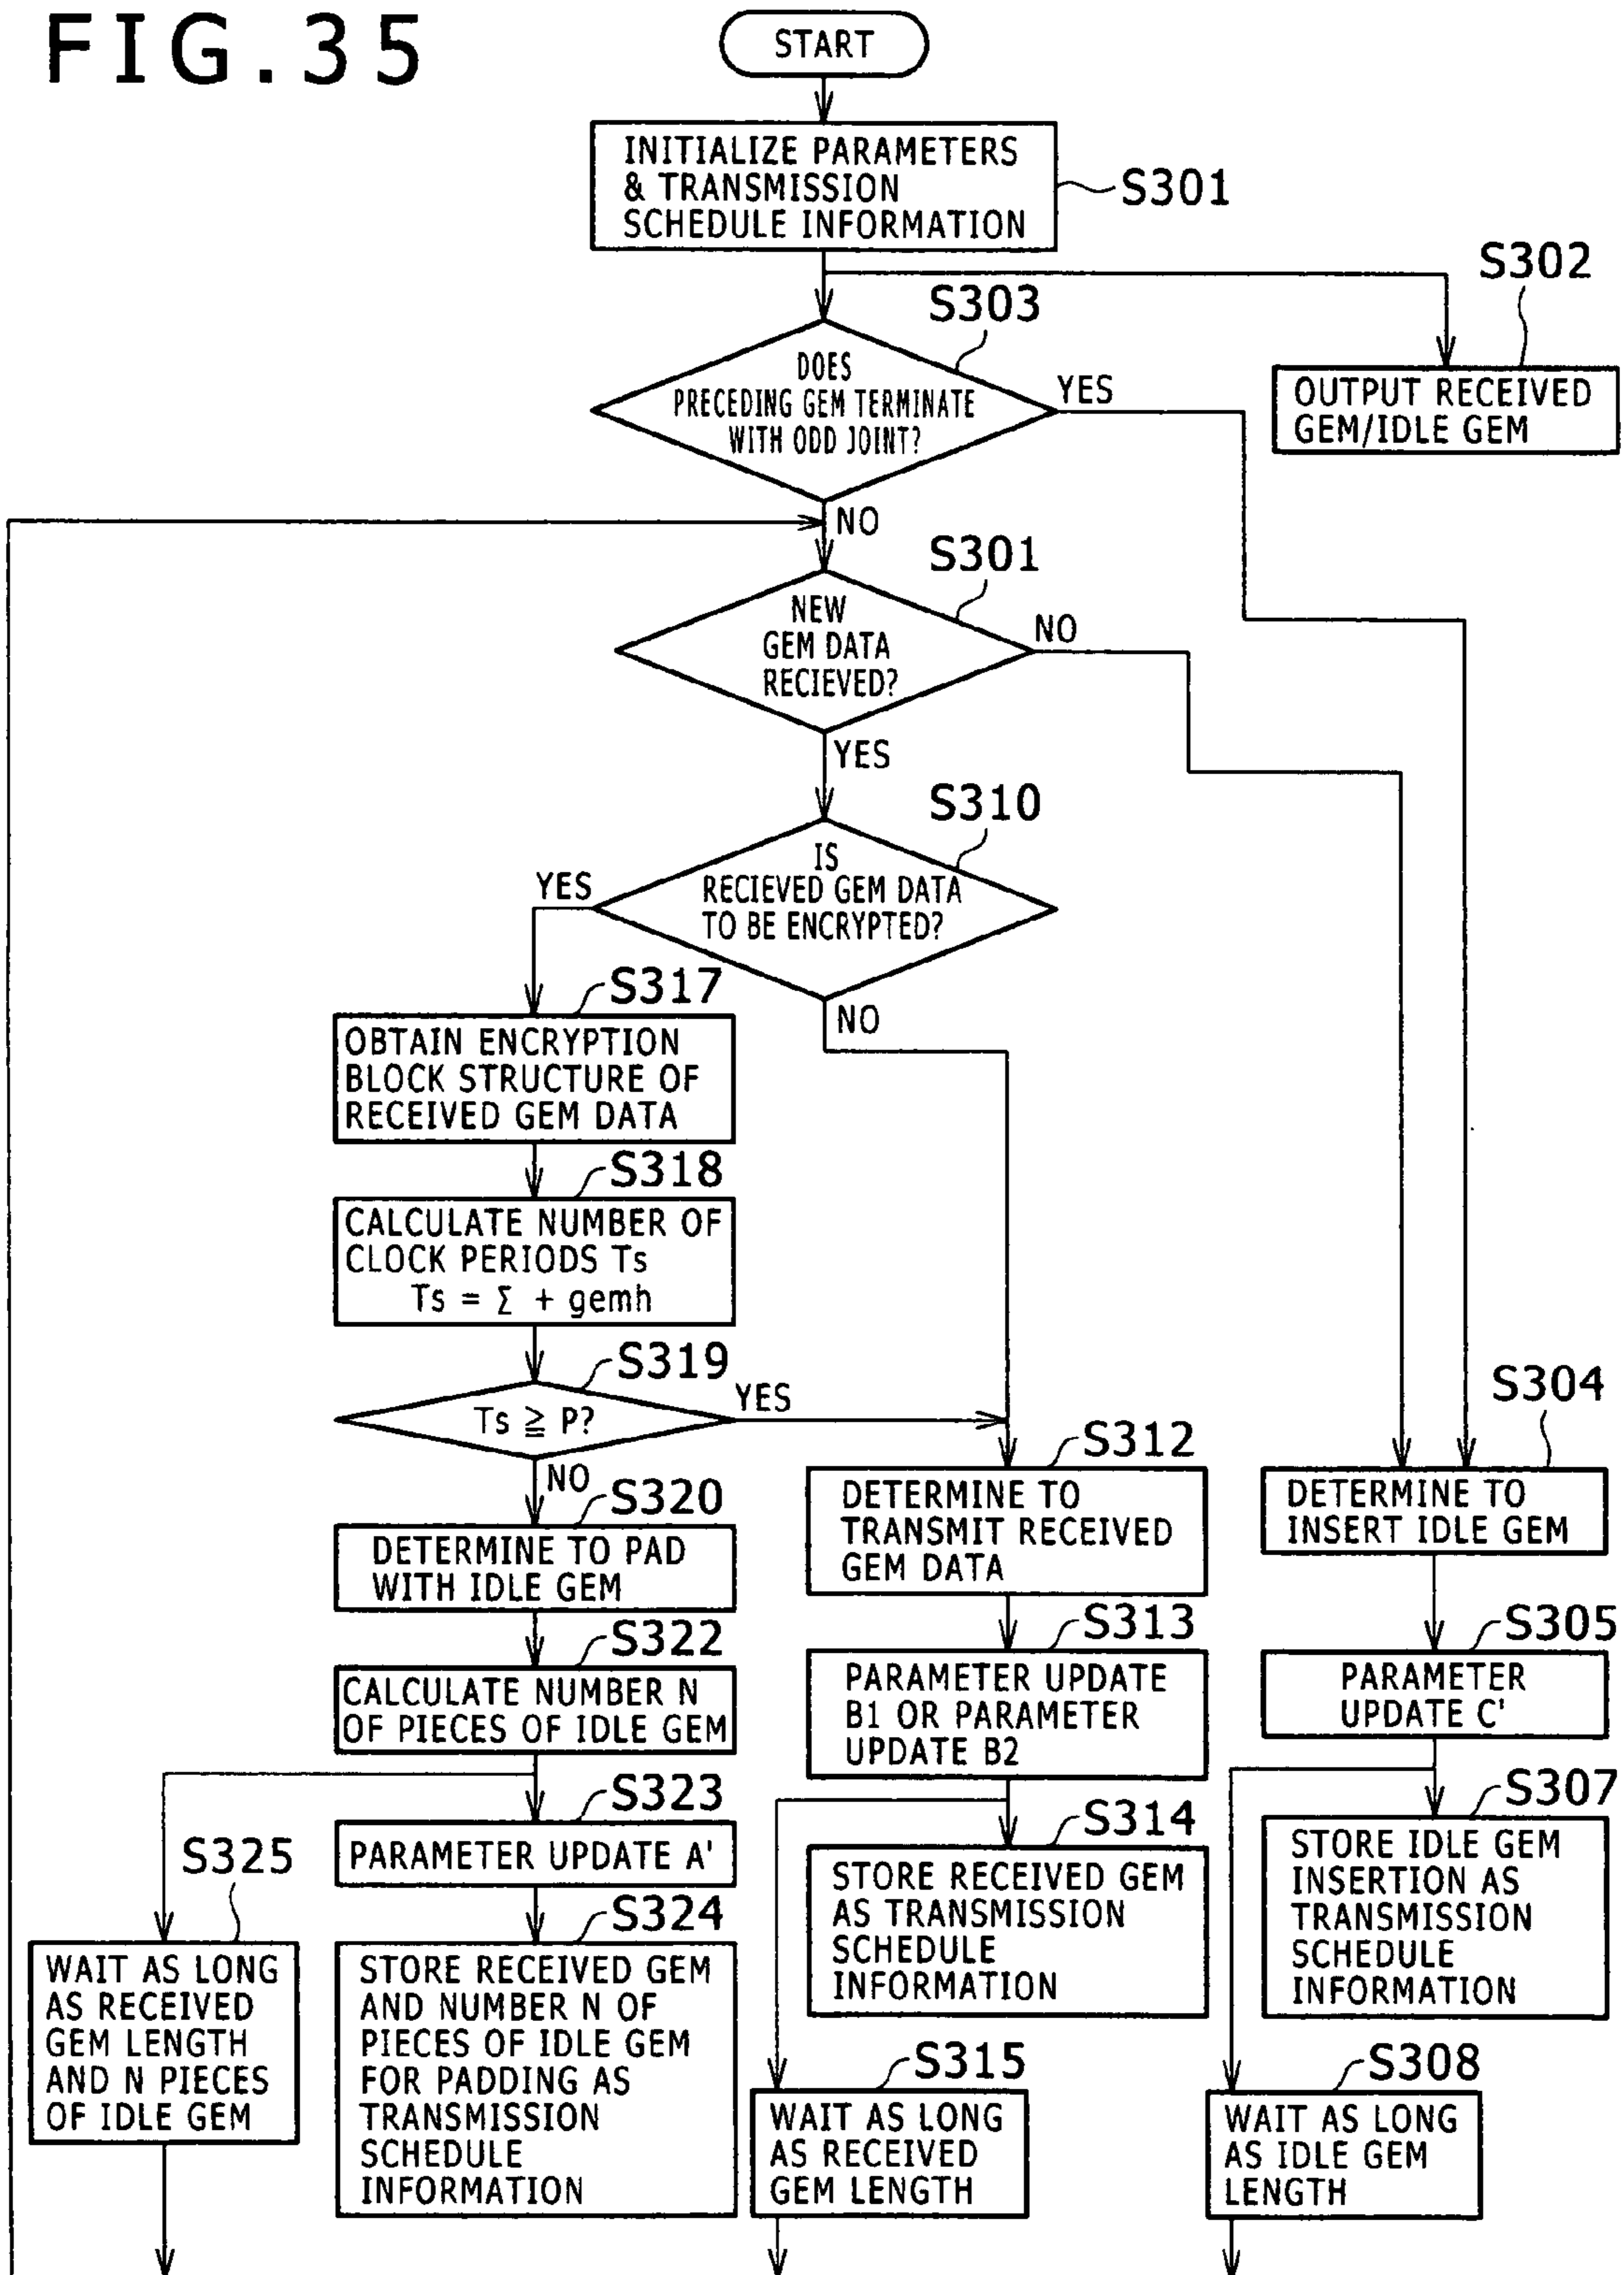 FIG.35
START
INITIALIZE PARAMETERS
& TRANSMISSION
SCHEDULE INFORMATION
S301
S302
OUTPUT RECEIVED
GEM/IDLE GEM
S303
DOES
PRECEDING GEM TERMINATE
WITH ODD JOINT?
YES
NO
S301
NEW
GEM DATA
RECIEVED?
NO
YES
S310
IS
RECIEVED GEM DATA
TO BE ENCRYPTED?
YES
NO
S317
OBTAIN ENCRYPTION
BLOCK STRUCTURE OF
RECEIVED GEM DATA
S318
CALCULATE NUMBER OF
CLOCK PERIODS Ts
Ts = Σ + gemh
S319
Ts ≧ P?
YES
NO
S320
DETERMINE TO PAD
WITH IDLE GEM
S322
CALCULATE NUMBER N
OF PIECES OF IDLE GEM
S323
PARAMETER UPDATE A'
S324
STORE RECEIVED GEM
AND NUMBER N OF
PIECES OF IDLE GEM
FOR PADDING AS
TRANSMISSION
SCHEDULE
INFORMATION
S325
WAIT AS LONG
AS RECEIVED
GEM LENGTH
AND N PIECES
OF IDLE GEM
S312
DETERMINE TO
TRANSMIT RECEIVED
GEM DATA
S313
PARAMETER UPDATE
B1 OR PARAMETER
UPDATE B2
S314
STORE RECEIVED GEM
AS TRANSMISSION
SCHEDULE
INFORMATION
S315
WAIT AS LONG
AS RECEIVED
GEM LENGTH
S304
DETERMINE TO
INSERT IDLE GEM
S305
PARAMETER
UPDATE C'
S307
STORE IDLE GEM
INSERTION AS
TRANSMISSION
SCHEDULE
INFORMATION
S308
WAIT AS LONG
AS IDLE GEM
LENGTH